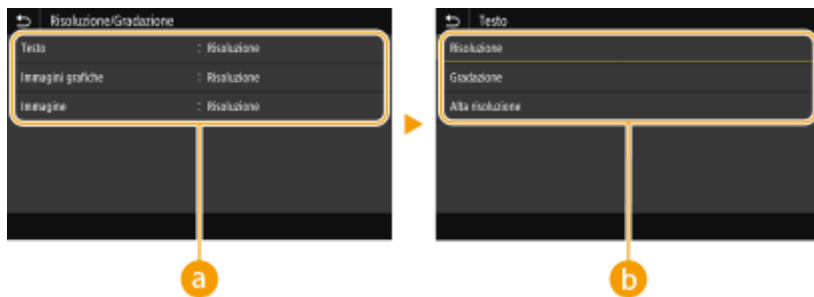 Risoluzione/Gradazione
Testo : Risoluzione
Immagini grafiche : Risoluzione
Immagine : Risoluzione
a
Testo
Risoluzione
Gradazione
Alta risoluzione
b